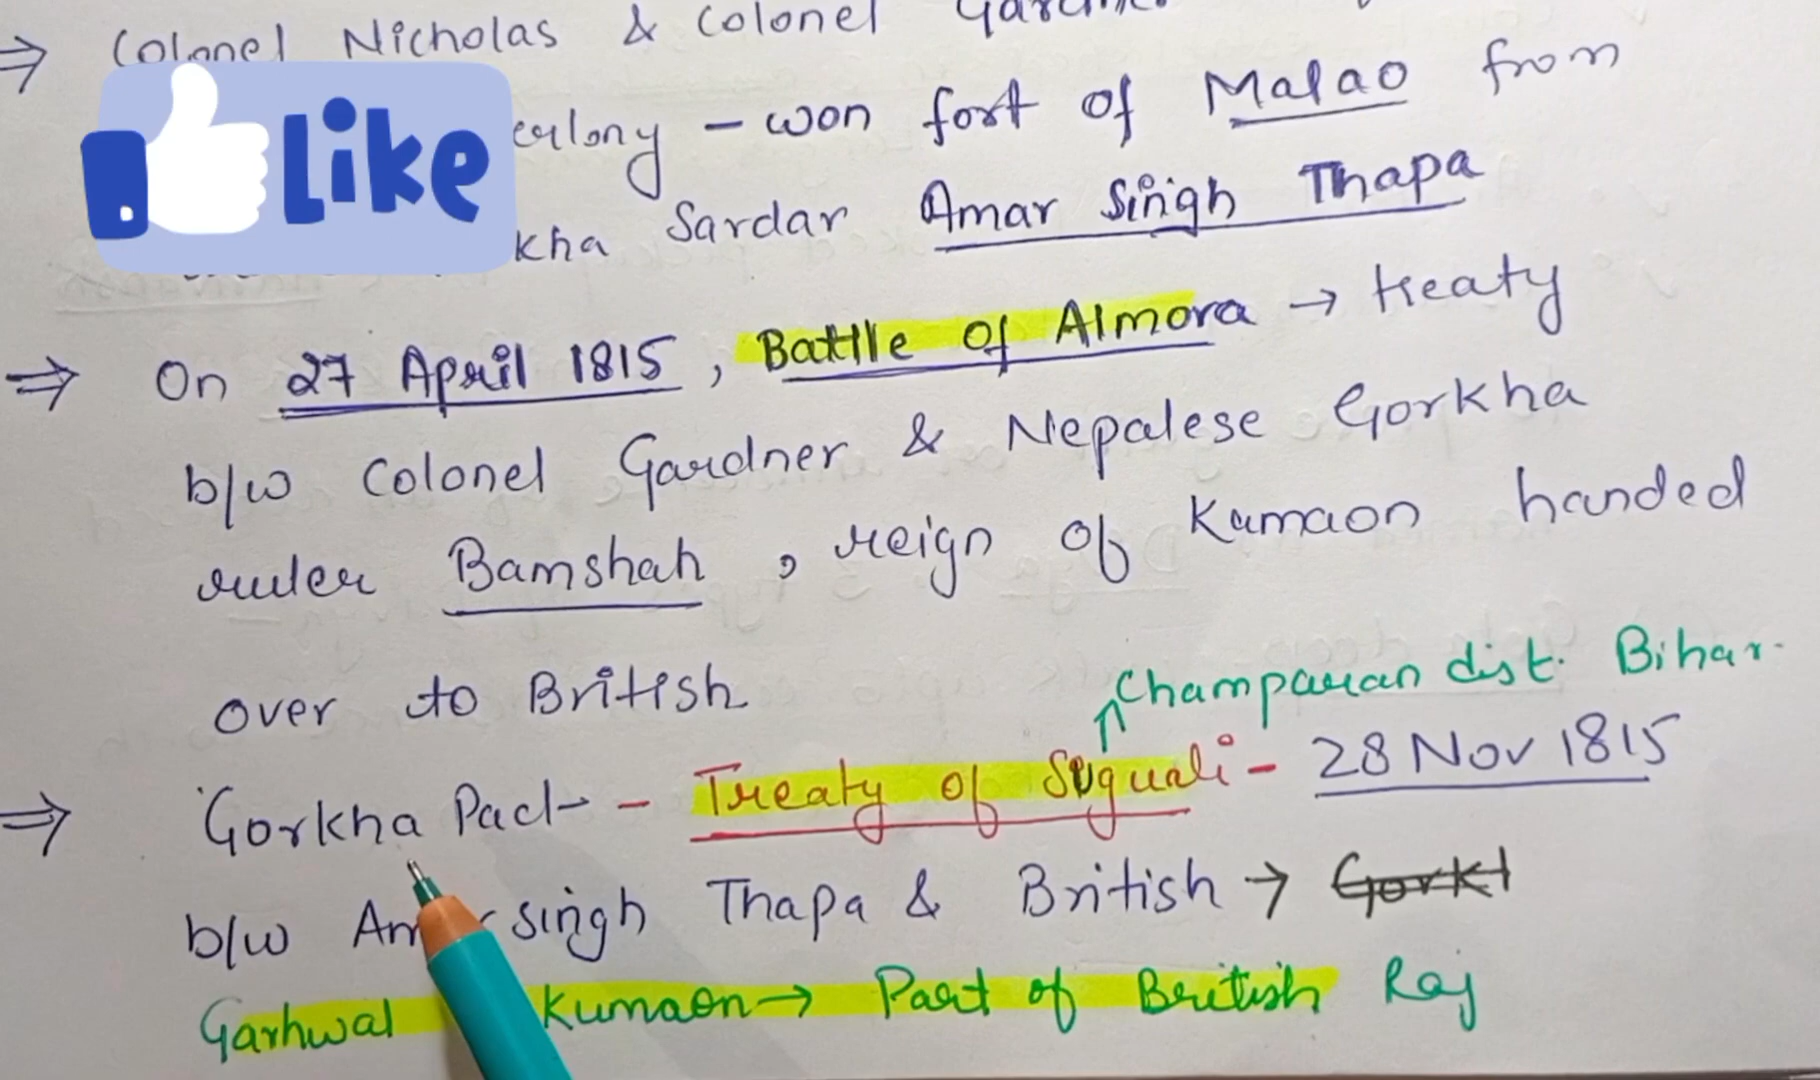 ⇒ Colonel Nicholas & Colonel
Like
erlony – won fort of Malao from
kha Sardar Amar Singh Thapa
⇒ On 27 April 1815, Battle of Almora → treaty
b/w Colonel Gardner & Nepalese Gorkha
ruler Bamshah, reign of Kumaon handed
over to British
↑ Champaran dist. Bihar.
⇒ Gorkha Pact - - Treaty of Suguali - 28 Nov 1815
b/w singh Thapa & British →
Garhwal Kumaon → Part of British Raj